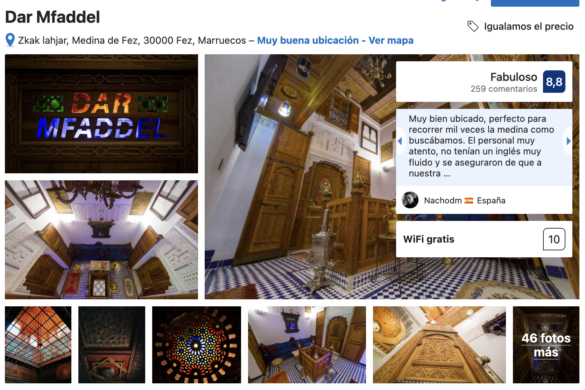 Dar Mfaddel
Igualamos el precio
Zkak lahjar, Medina de Fez, 30000 Fez, Marruecos – Muy buena ubicación - Ver mapa
DAR
MFADDEL
Fabuloso
259 comentarios
8,8
Muy bien ubicado, perfecto para
recorrer mil veces la medina como
buscábamos. El personal muy
atento, no tenían un inglés muy
fluido y se aseguraron de que a
nuestra ...
Nachodm España
WiFi gratis
10
46 fotos
más